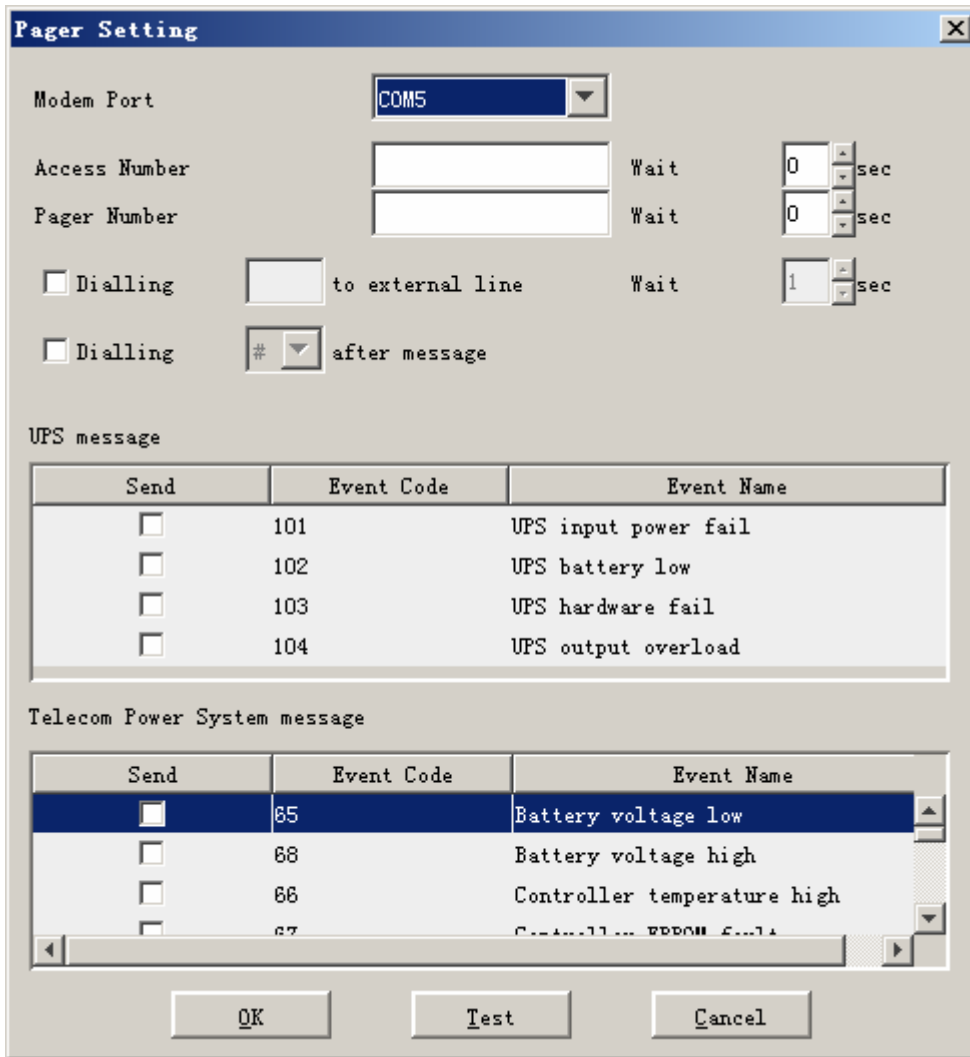 Pager Setting
Modem Port COM5
Access Number Wait 0 sec
Pager Number Wait 0 sec
Dialling to external line Wait 1 sec
Dialling # after message
UPS message
Send Event Code Event Name
101 UPS input power fail
102 UPS battery low
103 UPS hardware fail
104 UPS output overload
Telecom Power System message
Send Event Code Event Name
65 Battery voltage low
68 Battery voltage high
66 Controller temperature high
67 Controller fault
OK Test Cancel